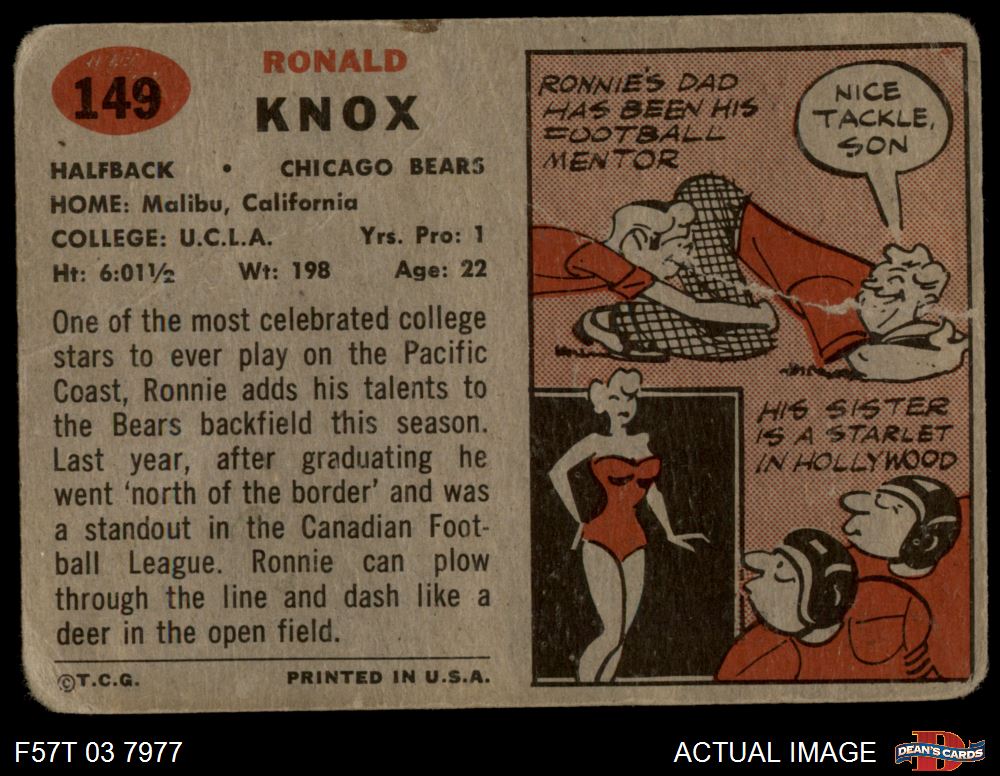 149
RONALD
KNOX
HALFBACK • CHICAGO BEARS
HOME: Malibu, California
COLLEGE: U.C.L.A. Yrs. Pro: 1
Ht: 6:01½ Wt: 198 Age: 22
One of the most celebrated college
stars to ever play on the Pacific
Coast, Ronnie adds his talents to
the Bears backfield this season.
Last year, after graduating he
went ‘north of the border’ and was
a standout in the Canadian Foot-
ball League. Ronnie can plow
through the line and dash like a
deer in the open field.
©T.C.G. PRINTED IN U.S.A.
RONNIE'S DAD
HAS BEEN HIS
FOOTBALL
MENTOR
NICE
TACKLE,
SON
HIS SISTER
IS A STARLET
IN HOLLYWOOD
F57T 03 7977
ACTUAL IMAGE
D
DEAN'S CARDS